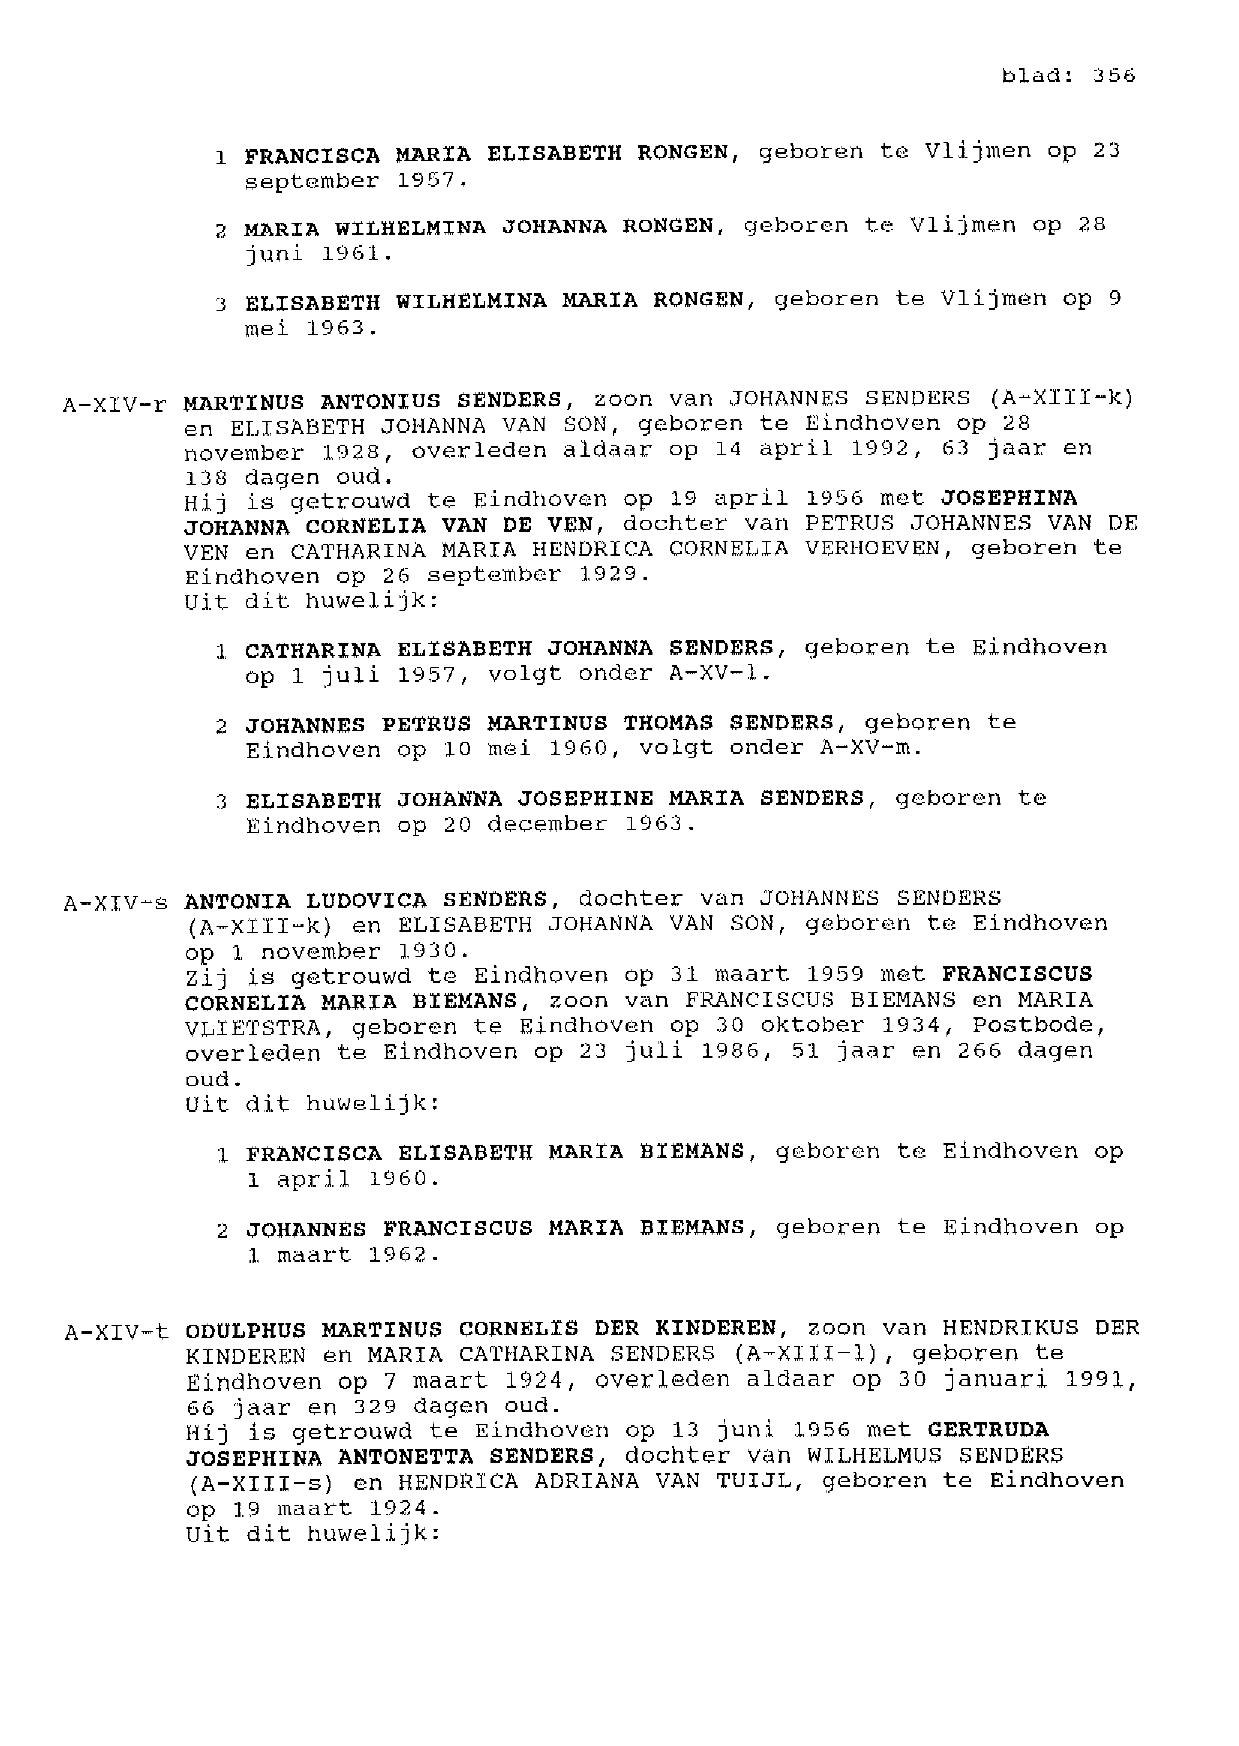 blad: 356
1 FRANCISCA MARIA ELISABETH RONGEN, geboren te Vlijmen op 23
september 1957.
2 MARIA WILHELMINA JOHANNA RONGEN, geboren te Vlijmen op 28
juni 1961.
3 ELISABETH WILHELMINA MARIA RONGEN, geboren te Vlijmen op 9
mei 1963.
A-XIV-r MARTINUS ANTONIUS SENDERS, zoon van JOHANNES SENDERS (A-XIII-k)
en ELISABETH JOHANNA VAN SON, geboren te Eindhoven op 28
november 1928, overleden aldaar op 14 april 1992, 63 jaar en
138 dagen oud.
Hij is getrouwd te Eindhoven op 19 april 1956 met JOSEPHINA
JOHANNA CORNELIA VAN DE VEN, dochter van PETRUS JOHANNES VAN DE
VEN en CATHARINA MARIA HENDRICA CORNELIA VERHOEVEN, geboren te
Eindhoven op 26 september 1929.
Uit dit huwelijk:
1 CATHARINA ELISABETH JOHANNA SENDERS, geboren te Eindhoven
op 1 juli 1957, volgt onder A-XV-l.
2 JOHANNES PETRUS MARTINUS THOMAS SENDERS, geboren te
Eindhoven op 10 mei 1960, volgt onder A-XV-m.
3 ELISABETH JOHANNA JOSEPHINE MARIA SENDERS, geboren te
Eindhoven op 20 december 1963.
A-XIV-s ANTONIA LUDOVICA SENDERS, dochter van JOHANNES SENDERS
(A-XIII-k) en ELISABETH JOHANNA VAN SON, geboren te Eindhoven
op 1 november 1930.
Zij is getrouwd te Eindhoven op 31 maart 1959 met FRANCISCUS
CORNELIA MARIA BIEMANS, zoon van FRANCISCUS BIEMANS en MARIA
VLIETSTRA, geboren te Eindhoven op 30 oktober 1934, Postbode,
overleden te Eindhoven op 23 juli 1986, 51 jaar en 266 dagen
oud.
Uit dit huwelijk:
1 FRANCISCA ELISABETH MARIA BIEMANS, geboren te Eindhoven op
1 april 1960.
2 JOHANNES FRANCISCUS MARIA BIEMANS, geboren te Eindhoven op
1 maart 1962.
A-XIV-t ODULPHUS MARTINUS CORNELIS DER KINDEREN, zoon van HENDRIKUS DER
KINDEREN en MARIA CATHARINA SENDERS (A-XIII-l), geboren te
Eindhoven op 7 maart 1924, overleden aldaar op 30 januari 1991,
66 jaar en 329 dagen oud.
Hij is getrouwd te Eindhoven op 13 juni 1956 met GERTRUDA
JOSEPHINA ANTONETTA SENDERS, dochter van WILHELMUS SENDERS
(A-XIII-s) en HENDRICA ADRIANA VAN TUIJL, geboren te Eindhoven
op 19 maart 1924.
Uit dit huwelijk: